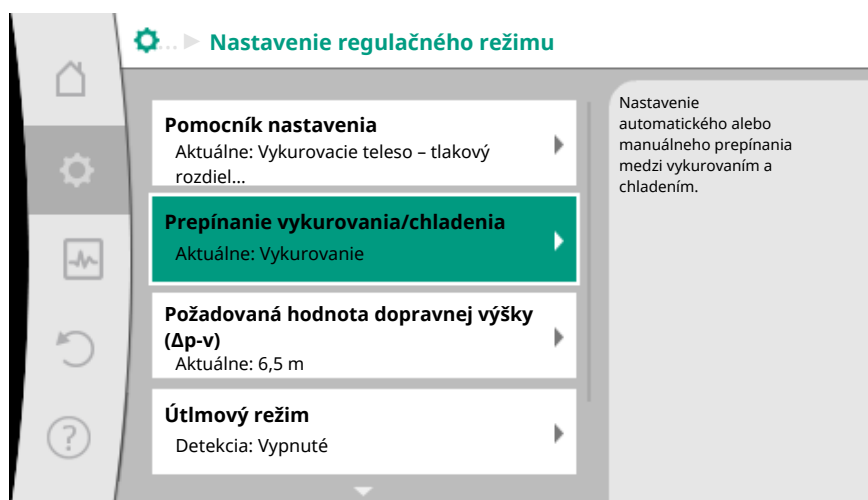 ... Nastavenie regulačného režimu
Pomocník nastavenia
Aktuálne: Vykurovacie teleso – tlakový
rozdiel...
Prepínanie vykurovania/chladenia
Aktuálne: Vykurovanie
Požadovaná hodnota dopravnej výšky
(Δp-v)
Aktuálne: 6,5 m
Útlmový režim
Detekcia: Vypnuté
Nastavenie
automatického alebo
manuálneho prepínania
medzi vykurovaním a
chladením.